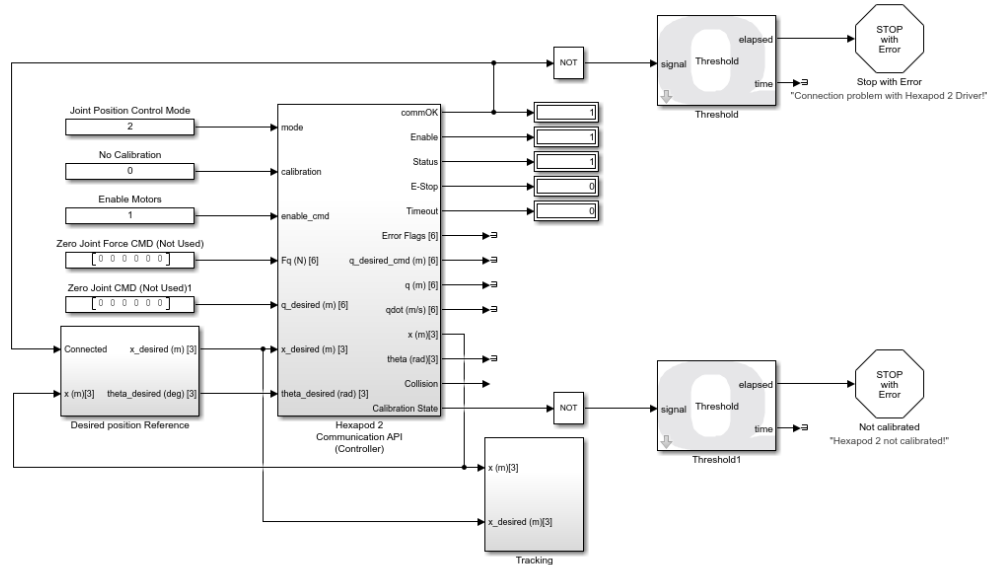 Joint Position Control Mode
2
No Calibration
0
Enable Motors
1
Zero Joint Force CMD (Not Used)
[ 0 0 0 0 0 0 ]
Zero Joint CMD (Not Used)1
[ 0 0 0 0 0 0 ]
Connected
x (m)[3]
x_desired (m) [3]
theta_desired (deg) [3]
Desired position Reference
mode
calibration
enable_cmd
Fq (N) [6]
q_desired (m) [6]
x_desired (m) [3]
theta_desired (rad) [3]
commOK
Enable
Status
E-Stop
Timeout
Error Flags [6]
q_desired_cmd (m) [6]
q (m) [6]
qdot (m/s) [6]
x (m)[3]
theta (rad)[3]
Collision
Calibration State
Hexapod 2
Communication API
(Controller)
1
1
1
0
0
NOT
signal
Threshold
elapsed
time
Threshold
STOP
with
Error
Stop with Error
"Connection problem with Hexapod 2 Driver!"
NOT
signal
Threshold
elapsed
time
Threshold1
STOP
with
Error
Not calibrated
"Hexapod 2 not calibrated!"
x (m)[3]
x_desired (m)[3]
Tracking